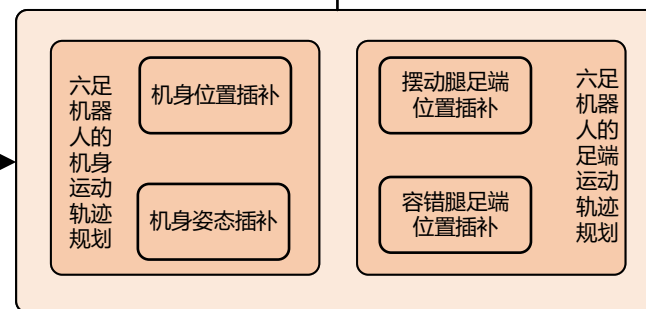 六足
机器
人的
机身
运动
轨迹
规划
机身位置插补
机身姿态插补
摆动腿足端
位置插补
容错腿足端
位置插补
六足
机器
人的
足端
运动
轨迹
规划